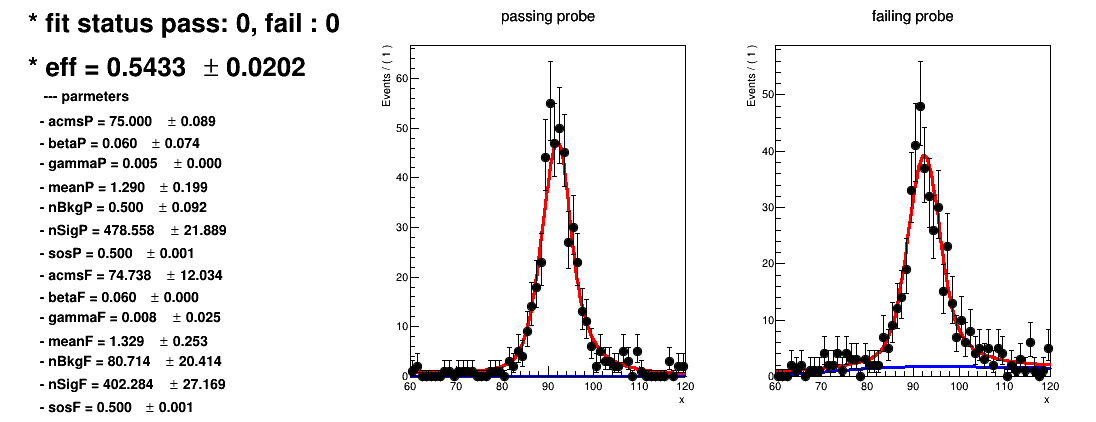 * fit status pass: 0, fail : 0
* eff = 0.5433 ± 0.0202
--- parmeters
- acmsP = 75.000 ± 0.089
- betaP = 0.060 ± 0.074
- gammaP = 0.005 ± 0.000
- meanP = 1.290 ± 0.199
- nBkgP = 0.500 ± 0.092
- nSigP = 478.558 ± 21.889
- sosP = 0.500 ± 0.001
- acmsF = 74.738 ± 12.034
- betaF = 0.060 ± 0.000
- gammaF = 0.008 ± 0.025
- meanF = 1.329 ± 0.253
- nBkgF = 80.714 ± 20.414
- nSigF = 402.284 ± 27.169
- sosF = 0.500 ± 0.001
passing probe
Events / ( 1 )
60
50
40
30
20
10
0
60 70 80 90 100 110 120
x
failing probe
Events / ( 1 )
50
40
30
20
10
0
60 70 80 90 100 110 120
x